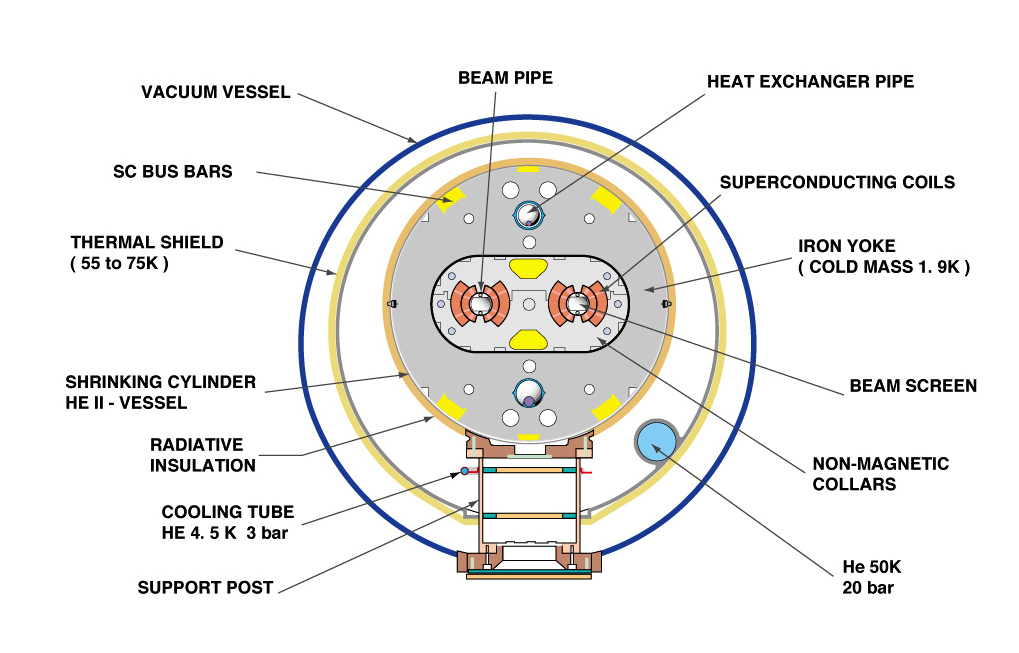 BEAM PIPE
HEAT EXCHANGER PIPE
VACUUM VESSEL
SC BUS BARS
SUPERCONDUCTING COILS
THERMAL SHIELD
( 55 to 75K )
IRON YOKE
( COLD MASS 1. 9K )
SHRINKING CYLINDER
HE II - VESSEL
BEAM SCREEN
RADIATIVE
INSULATION
NON-MAGNETIC
COLLARS
COOLING TUBE
HE 4. 5 K 3 bar
SUPPORT POST
He 50K
20 bar